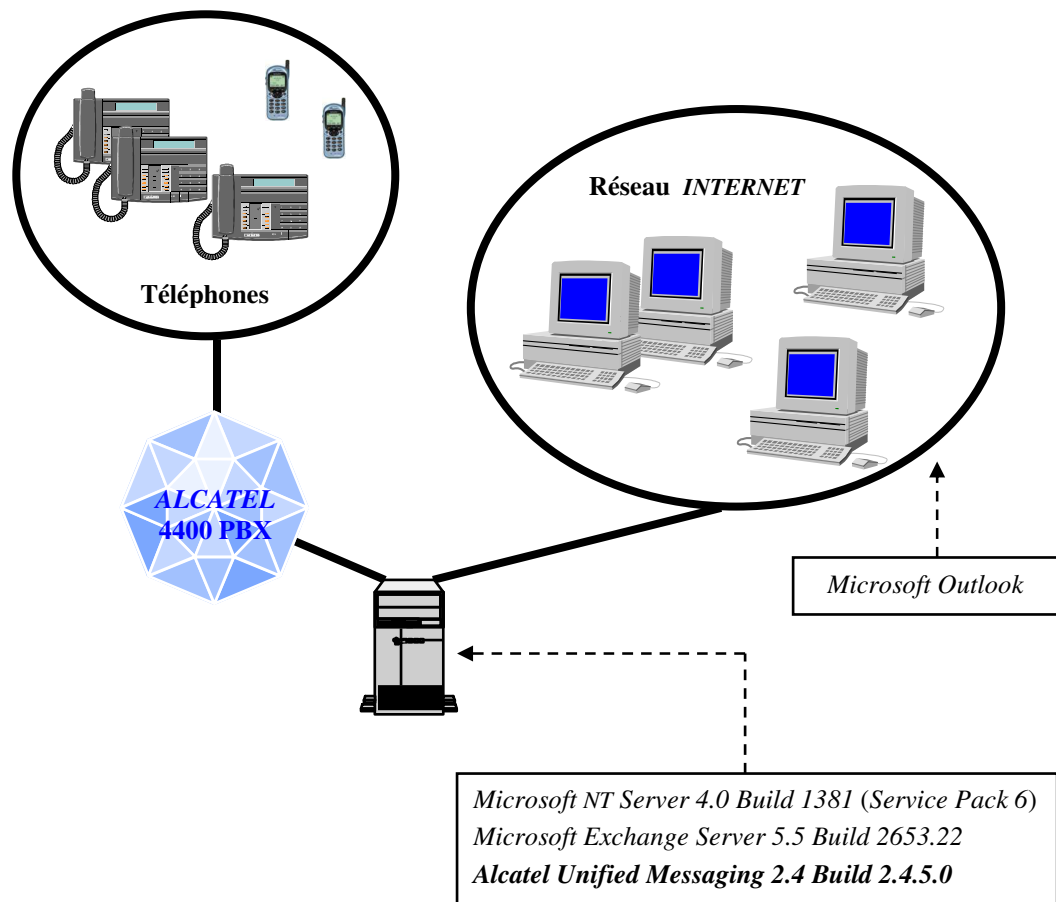 Téléphones
Réseau INTERNET
ALCATEL
4400 PBX
Microsoft Outlook
Microsoft NT Server 4.0 Build 1381 (Service Pack 6)
Microsoft Exchange Server 5.5 Build 2653.22
Alcatel Unified Messaging 2.4 Build 2.4.5.0